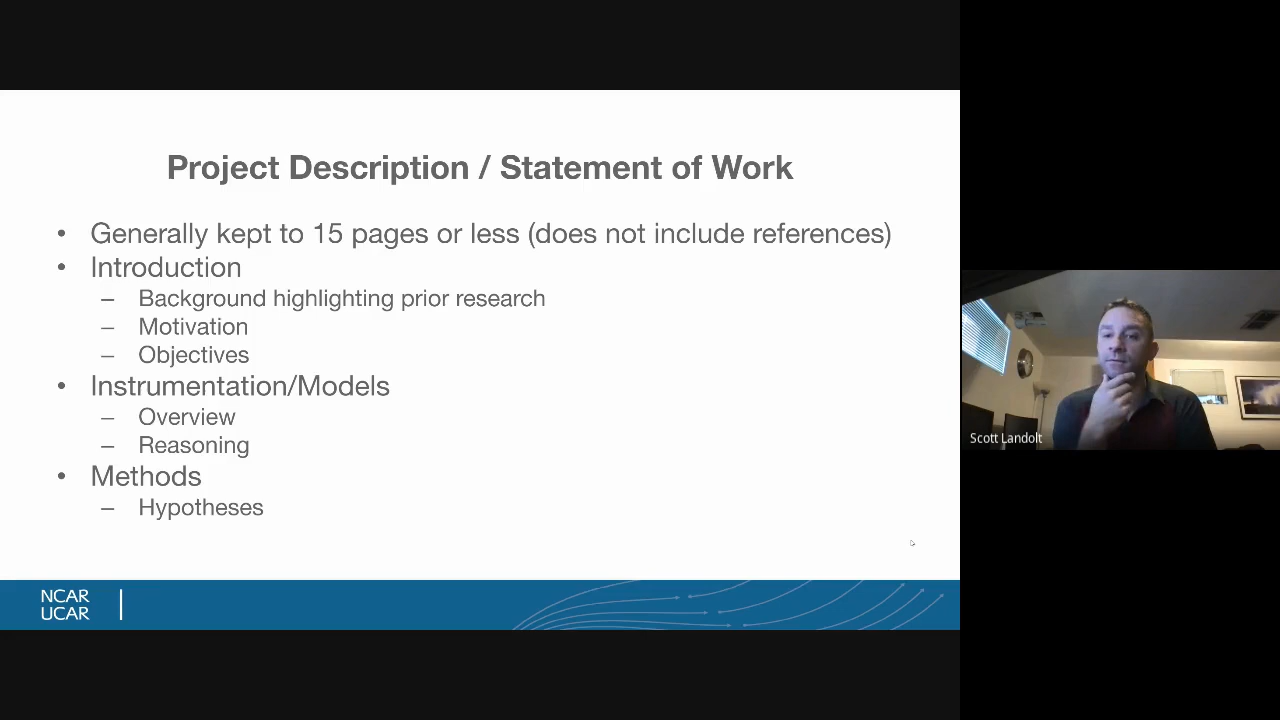 Project Description / Statement of Work
• Generally kept to 15 pages or less (does not include references)
• Introduction
– Background highlighting prior research
– Motivation
– Objectives
• Instrumentation/Models
– Overview
– Reasoning
• Methods
– Hypotheses
NCAR
UCAR
Scott Landolt